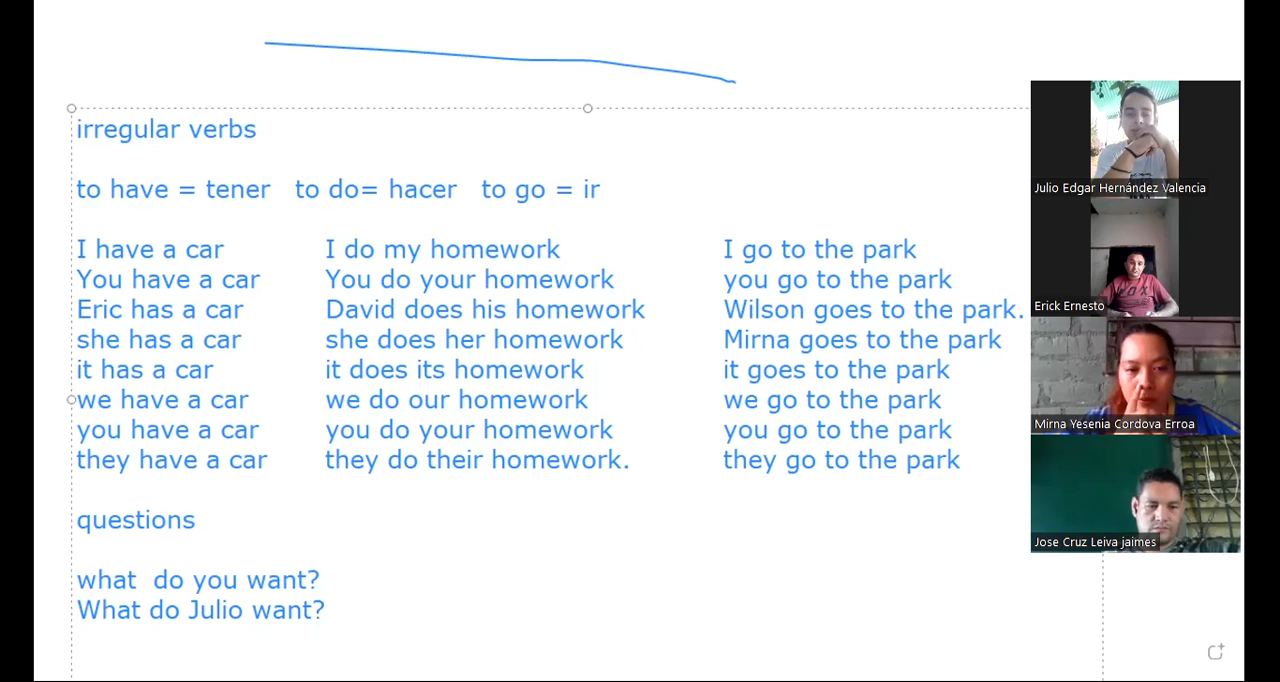 irregular verbs
to have = tener   to do= hacer   to go = ir
I have a car   I do my homework   I go to the park
You have a car   You do your homework   you go to the park
Eric has a car   David does his homework   Wilson goes to the park.
she has a car   she does her homework   Mirna goes to the park
it has a car   it does its homework   it goes to the park
we have a car   we do our homework   we go to the park
you have a car   you do your homework   you go to the park
they have a car   they do their homework.   they go to the park
questions
what  do you want?
What do Julio want?
Julio Edgar Hernández Valencia
Erick Ernesto
Mirna Yesenia Cordova Erroa
Jose Cruz Leiva jaimes